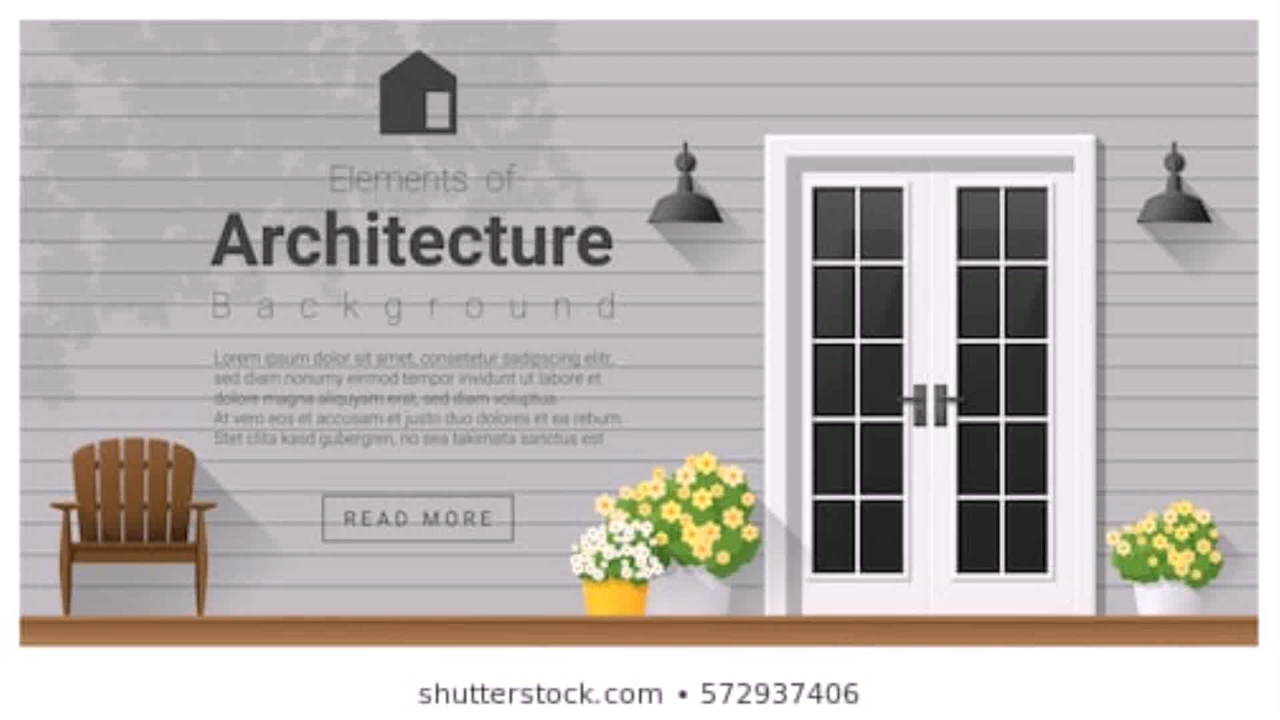 Elements of
Architecture
Background
Lorem ipsum dolor sit amet, consetetur sadipscing elitr,
sed diam nonumy eirmod tempor invidunt ut labore et
dolore magna aliquyam erat, sed diam voluptua.
At vero eos et accusam et justo duo dolores et ea rebum.
Stet clita kasd gubergren, no sea takimata sanctus est
READ MORE
shutterstock.com • 572937406